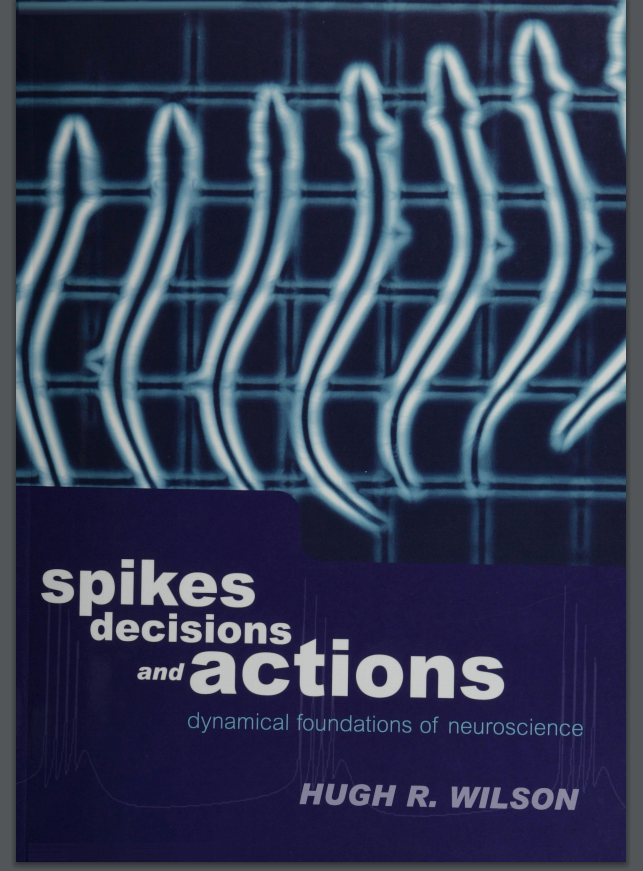 spikes
decisions
and actions
dynamical foundations of neuroscience
HUGH R. WILSON